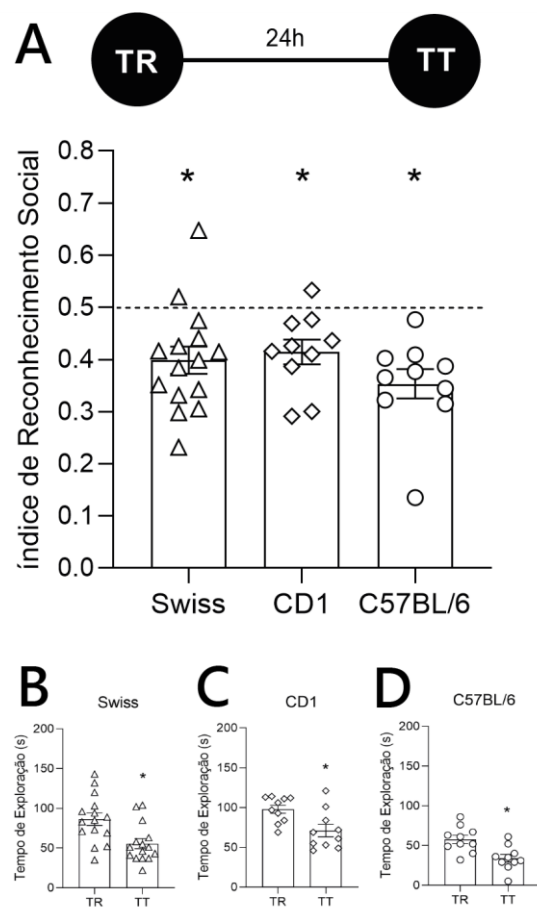 A
TR
24h
TT
índice de Reconhecimento Social
0.8
0.7
0.6
0.5
0.4
0.3
0.2
0.1
0.0
*
*
*
Swiss
CD1
C57BL/6
B
Swiss
Tempo de Exploração (s)
200
150
100
50
0
*
TR
TT
C
CD1
Tempo de Exploração (s)
200
150
100
50
0
*
TR
TT
D
C57BL/6
Tempo de Exploração (s)
200
150
100
50
0
*
TR
TT